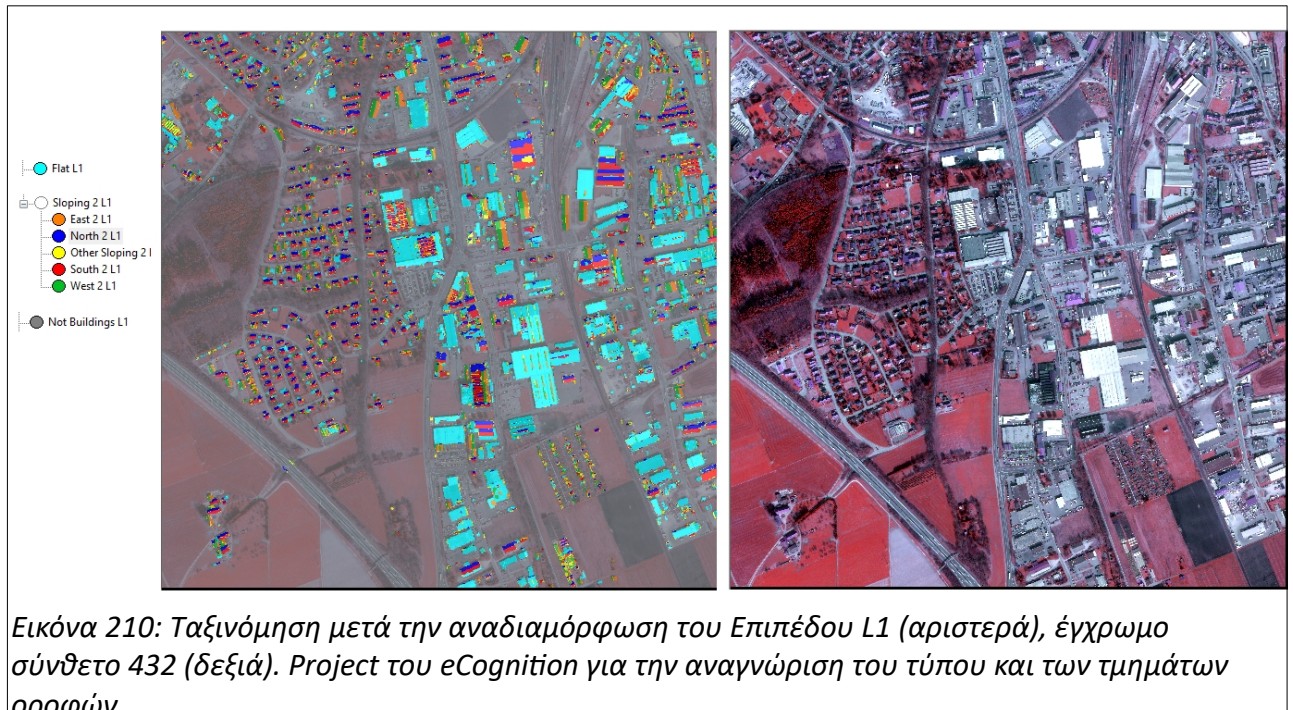 Flat L1
Sloping 2 L1
East 2 L1
North 2 L1
Other Sloping 2 l
South 2 L1
West 2 L1
Not Buildings L1
Εικόνα 210: Ταξινόμηση μετά την αναδιαμόρφωση του Επιπέδου L1 (αριστερά), έγχρωμο
σύνθετο 432 (δεξιά). Project του eCognition για την αναγνώριση του τύπου και των τμημάτων
οροφών